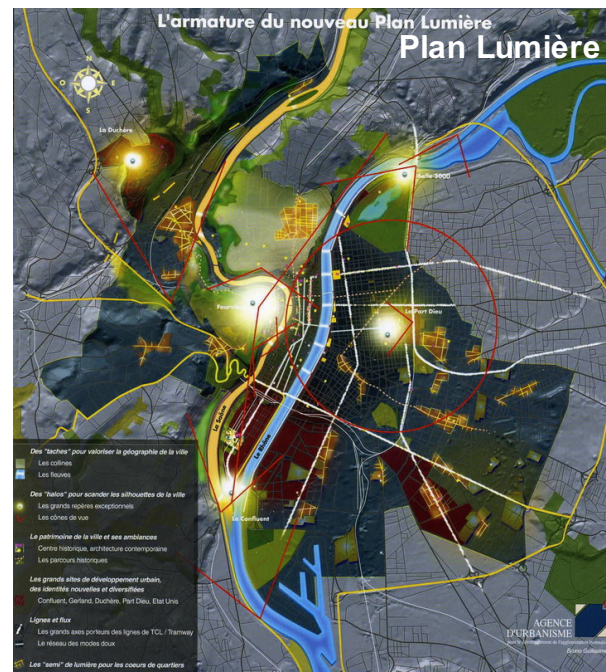 L'armature du nouveau Plan Lumière
Plan Lumière
N
O
E
S
La Duchère
Salle 3000
La Part Dieu
La Saône
Le Rhône
Le Confluent
Des "taches" pour valoriser la géographie de la ville
Les collines
Les fleuves
Des "halos" pour scander les silhouettes de la ville
Les grands repères exceptionnels
Les cônes de vue
Le patrimoine de la ville et ses ambiances
Centre historique, architecture contemporaine
Les parcours historiques
Les grands sites de développement urbain,
des identités nouvelles et diversifiées
Confluent, Gerland, Duchère, Part Dieu, Etat Unis
Lignes et flux
Les grands axes porteurs des lignes de TCL / Tramway
Le réseau des modes doux
Les "semi" de lumière pour les coeurs de quartiers
AGENCE
D'URBANISME